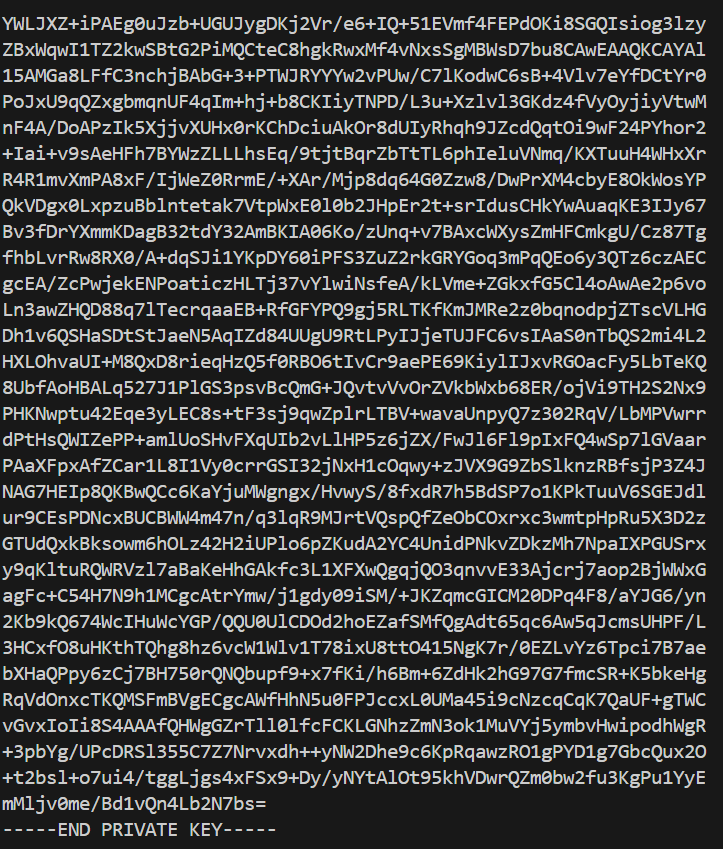 YWLJXZ+iPAEg0uJzb+UGUJygDKj2Vr/e6+IQ+51EVmf4FEPdOKi8SGQIsiog3lzy
ZBxWqwI1TZ2kwSBtG2PiMQCteC8hgkRwxMf4vNxsSgMBWsD7bu8CAwEAAQKCAYAl
15AMGa8LFfC3nchjBAbG+3+PTWJRYYYw2vPUw/C7lKodwC6sB+4Vlv7eYfDCtYr0
PoJxU9qQZxgbmqnUF4qIm+hj+b8CKIiyTNPD/L3u+Xzlvl3GKdz4fVyOyjiyVtwM
nF4A/DoAPzIk5XjjvXUHx0rKChDciuAkOr8dUIyRhqh9JZcdQqtOi9wF24PYhor2
+Iai+v9sAeHFh7BYWzZLLLhsEq/9tjtBqrZbTtTL6phIeluVNmq/KXTuuH4WHxXr
R4R1mvXmPA8xF/IjWeZ0RrmE/+XAr/Mjp8dq64G0Zzw8/DwPrXM4cbyE8OkWosYP
QkVDgx0LxpzuBblntetak7VtpWxE0l0b2JHpEr2t+srIdusCHkYwAuaqKE3IJy67
Bv3fDrYXmmKDagB32tdY32AmBKIA06Ko/zUnq+v7BAxcWXysZmHFCmkgU/Cz87Tg
fhbLvrRw8RX0/A+dqSJi1YKpDY60iPFS3ZuZ2rkGRYGoq3mPqQEo6y3QTz6czAEC
gcEA/ZcPwjekENPoaticzHLTj37vYlwiNsfeA/kLVme+ZGkxfG5Cl4oAwAe2p6vo
Ln3awZHQD88q7lTecrqaaEB+RfGFYPQ9gj5RLTKfKmJMRe2z0bqnodpjZTscVLHG
Dh1v6QSHaSDtStJaeN5AqIZd84UUgU9RtLPyIJjeTUJFC6vsIAaS0nTbQS2mi4L2
HXLOhvaUI+M8QxD8rieqHzQ5f0RBO6tIvCr9aePE69KiylIJxvRGOacFy5LbTeKQ
8UbfAoHBALq527J1PlGS3psvBcQmG+JQvtvVvOrZVkbWxb68ER/ojVi9TH2S2Nx9
PHKNwptu42Eqe3yLEC8s+tF3sj9qwZplrLTBV+wavaUnpyQ7z302RqV/LbMPVwrr
dPtHsQWIZePP+amlUoSHvFXqUIb2vLlHP5z6jZX/FwJl6Fl9pIxFQ4wSp7lGVaar
PAaXFpxAfZCar1L8I1Vy0crrGSI32jNxH1cOqwy+zJVX9G9ZbSlknzRBfsjP3Z4J
NAG7HEIp8QKBwQCc6KaYjuMWgngx/HvwyS/8fxdR7h5BdSP7o1KPkTuuV6SGEJdl
ur9CEsPDNcxBUCBWW4m47n/q3lqR9MJrtVQspQfZeObCOxrxc3wmtpHpRu5X3D2z
GTUdQxkBksowm6hOLz42H2iUPlo6pZKudA2YC4UnidPNkvZDkzMh7NpaIXPGUSrx
y9qKltuRQWRVzl7aBaKeHhGAkfc3L1XFXwQgqjQO3qnvvE33Ajcrj7aop2BjWWxG
agFc+C54H7N9h1MCgcAtrYmw/j1gdy09iSM/+JKZqmcGICM20DPq4F8/aYJG6/yn
2Kb9kQ674WcIHuWcYGP/QQU0UlCDOd2hoEZafSMfQgAdt65qc6Aw5qJcmsUHPF/L
3HCxfO8uHKthTQhg8hz6vcW1Wlv1T78ixU8ttO415NgK7r/0EZLvYz6Tpci7B7ae
bXHaQPpy6zCj7BH750rQNQbupf9+x7fKi/h6Bm+6ZdHk2hG97G7fmcSR+K5bkeHg
RqVdOnxcTKQMSFmBVgECgcAWfHhN5u0FPJccxL0UMa45i9cNzcqCqK7QaUF+gTWC
vGvxIoIi8S4AAAfQHWgGZrTll0lfcFCKLGNhzZmN3ok1MuVYj5ymbvHwipodhWgR
+3pbYg/UPcDRSl355C7Z7Nrvxdh++yNW2Dhe9c6KpRqawzRO1gPYD1g7GbcQux2O
+t2bsl+o7ui4/tggLjgs4xFSx9+Dy/yNYtAlOt95khVDwrQZm0bw2fu3KgPu1YyE
mMljv0me/Bd1vQn4Lb2N7bs=
-----END PRIVATE KEY-----